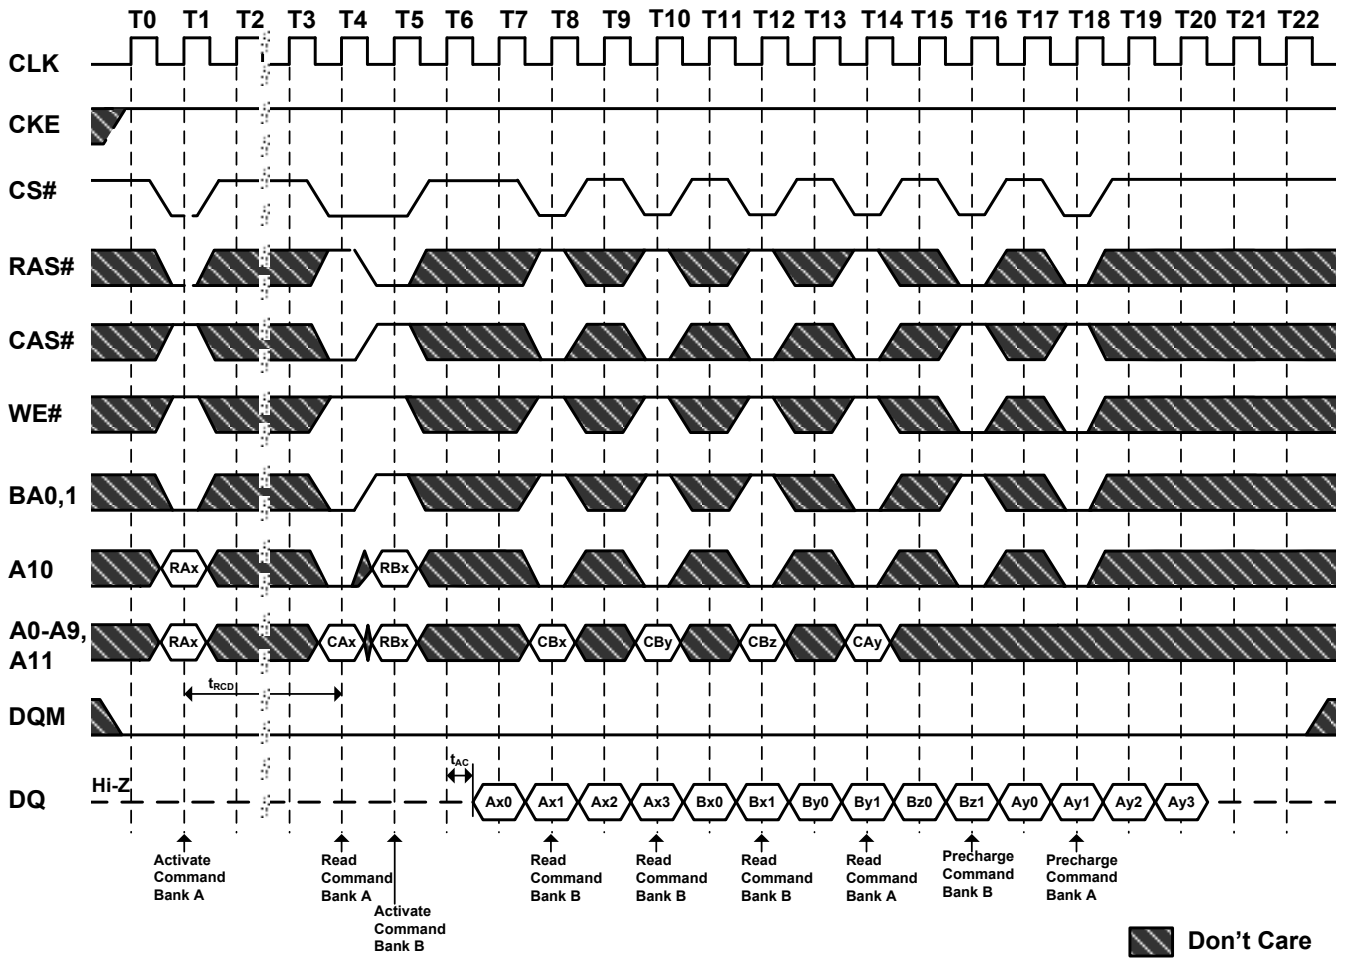 T0 T1 T2 T3 T4 T5 T6 T7 T8 T9 T10 T11 T12 T13 T14 T15 T16 T17 T18 T19 T20 T21 T22
CLK
CKE
CS#
RAS#
CAS#
WE#
BA0,1
A10 RAx RBx
A0-A9, A11 RAx CAx RBx CBx CBy CBz CAy
tRCD
DQM
tAC
Hi-Z
DQ Ax0 Ax1 Ax2 Ax3 Bx0 Bx1 By0 By1 Bz0 Bz1 Ay0 Ay1 Ay2 Ay3
Activate
Command
Bank A
Read
Command
Bank A
Activate
Command
Bank B
Read
Command
Bank B
Read
Command
Bank B
Read
Command
Bank B
Read
Command
Bank A
Precharge
Command
Bank B
Precharge
Command
Bank A
Don't Care